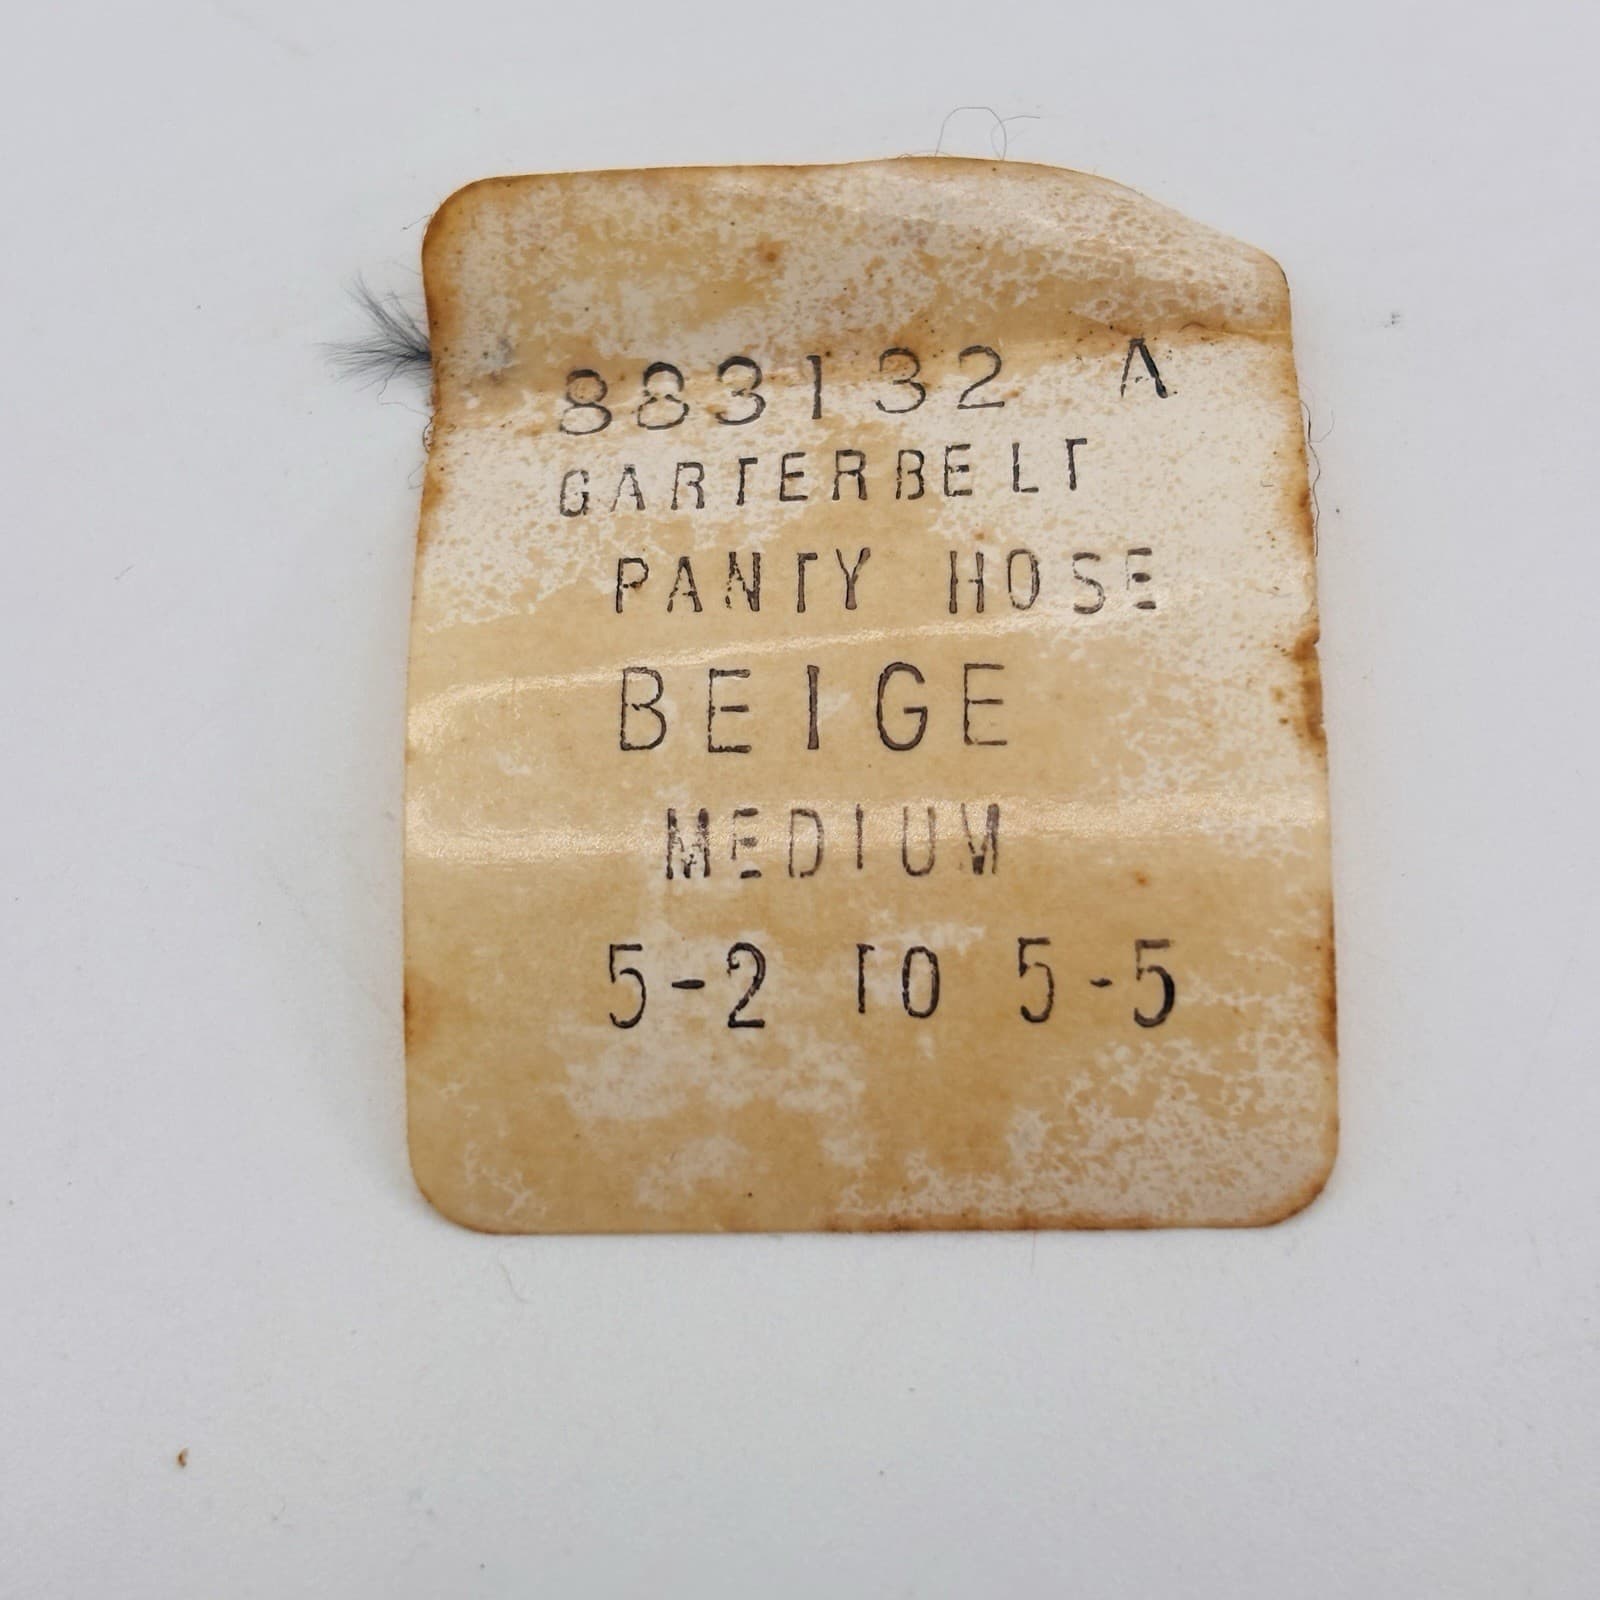 883132 A
GARTERBELT
PANTY HOSE
BEIGE
MEDIUM
5-2 TO 5-5